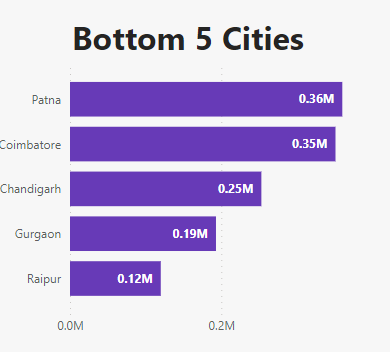 Bottom 5 Cities
Patna 0.36M
Coimbatore 0.35M
Chandigarh 0.25M
Gurgaon 0.19M
Raipur 0.12M
0.0M 0.2M